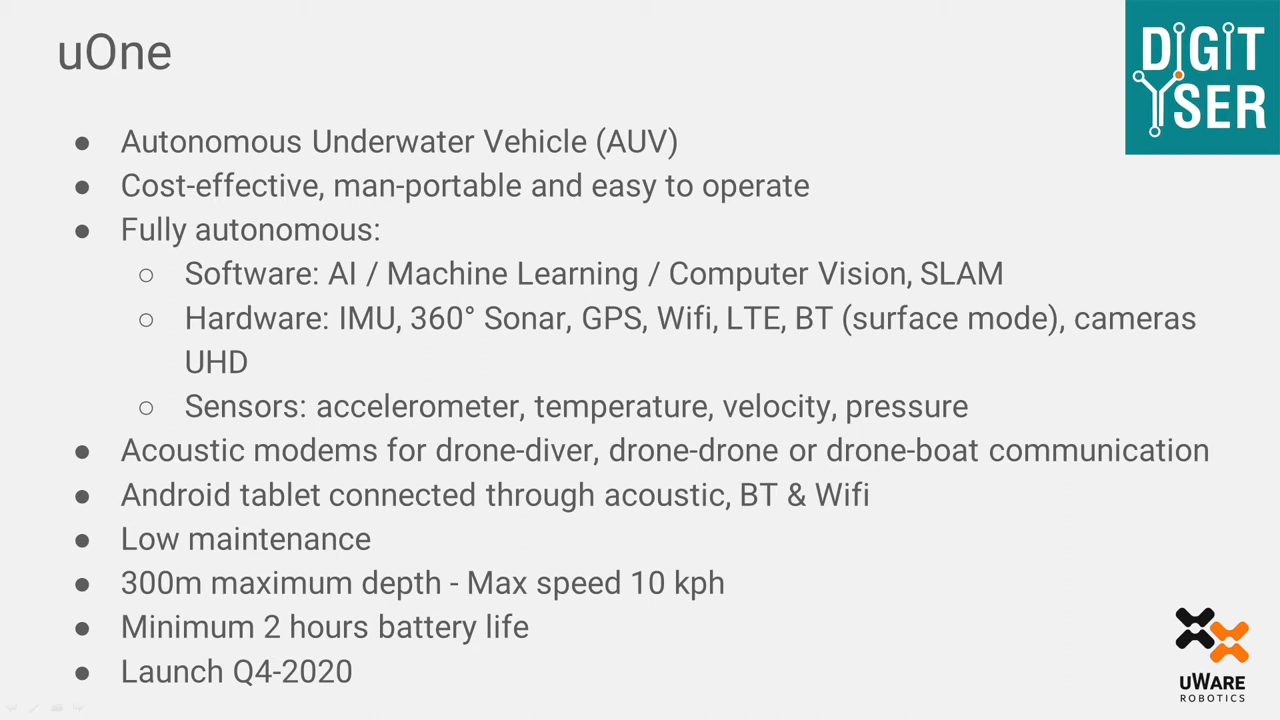 uOne
DIGIT
YSER
● Autonomous Underwater Vehicle (AUV)
● Cost-effective, man-portable and easy to operate
● Fully autonomous:
○ Software: AI / Machine Learning / Computer Vision, SLAM
○ Hardware: IMU, 360° Sonar, GPS, Wifi, LTE, BT (surface mode), cameras
UHD
○ Sensors: accelerometer, temperature, velocity, pressure
● Acoustic modems for drone-diver, drone-drone or drone-boat communication
● Android tablet connected through acoustic, BT & Wifi
● Low maintenance
● 300m maximum depth - Max speed 10 kph
● Minimum 2 hours battery life
● Launch Q4-2020
uWARE
ROBOTICS